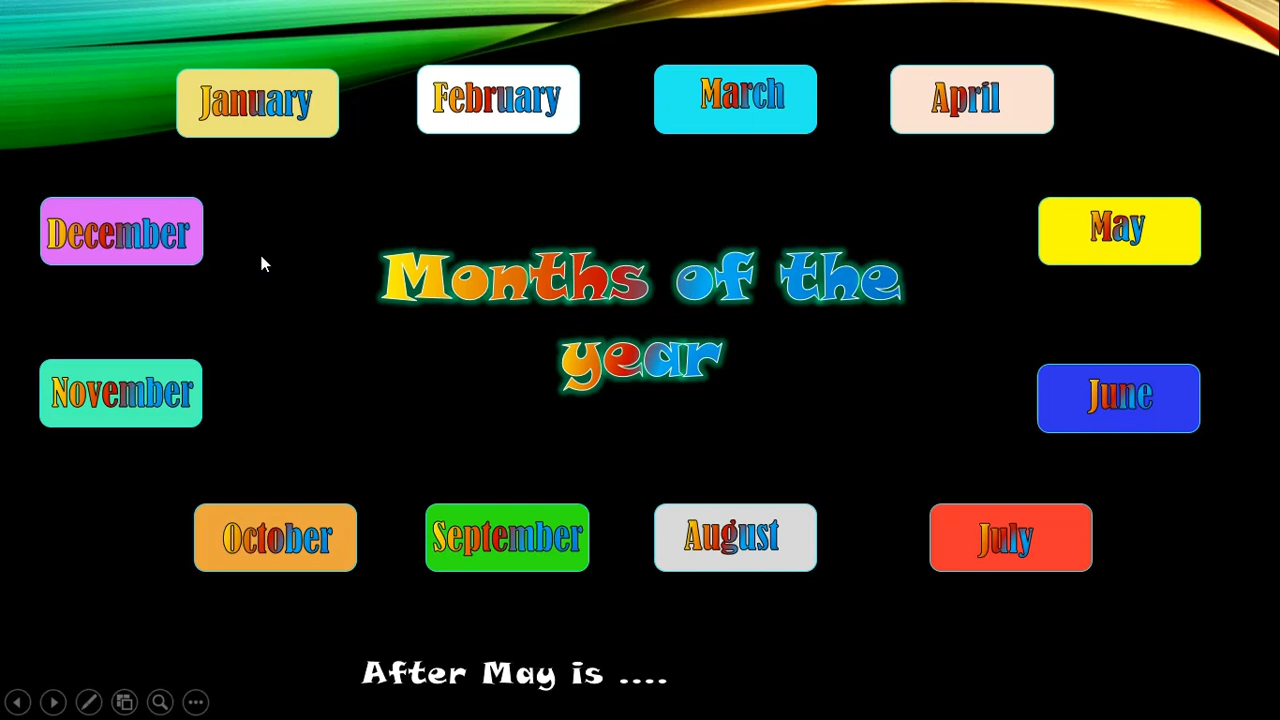 January
February
March
April
December
May
Months of the
year
November
June
October
September
August
July
After May is ....